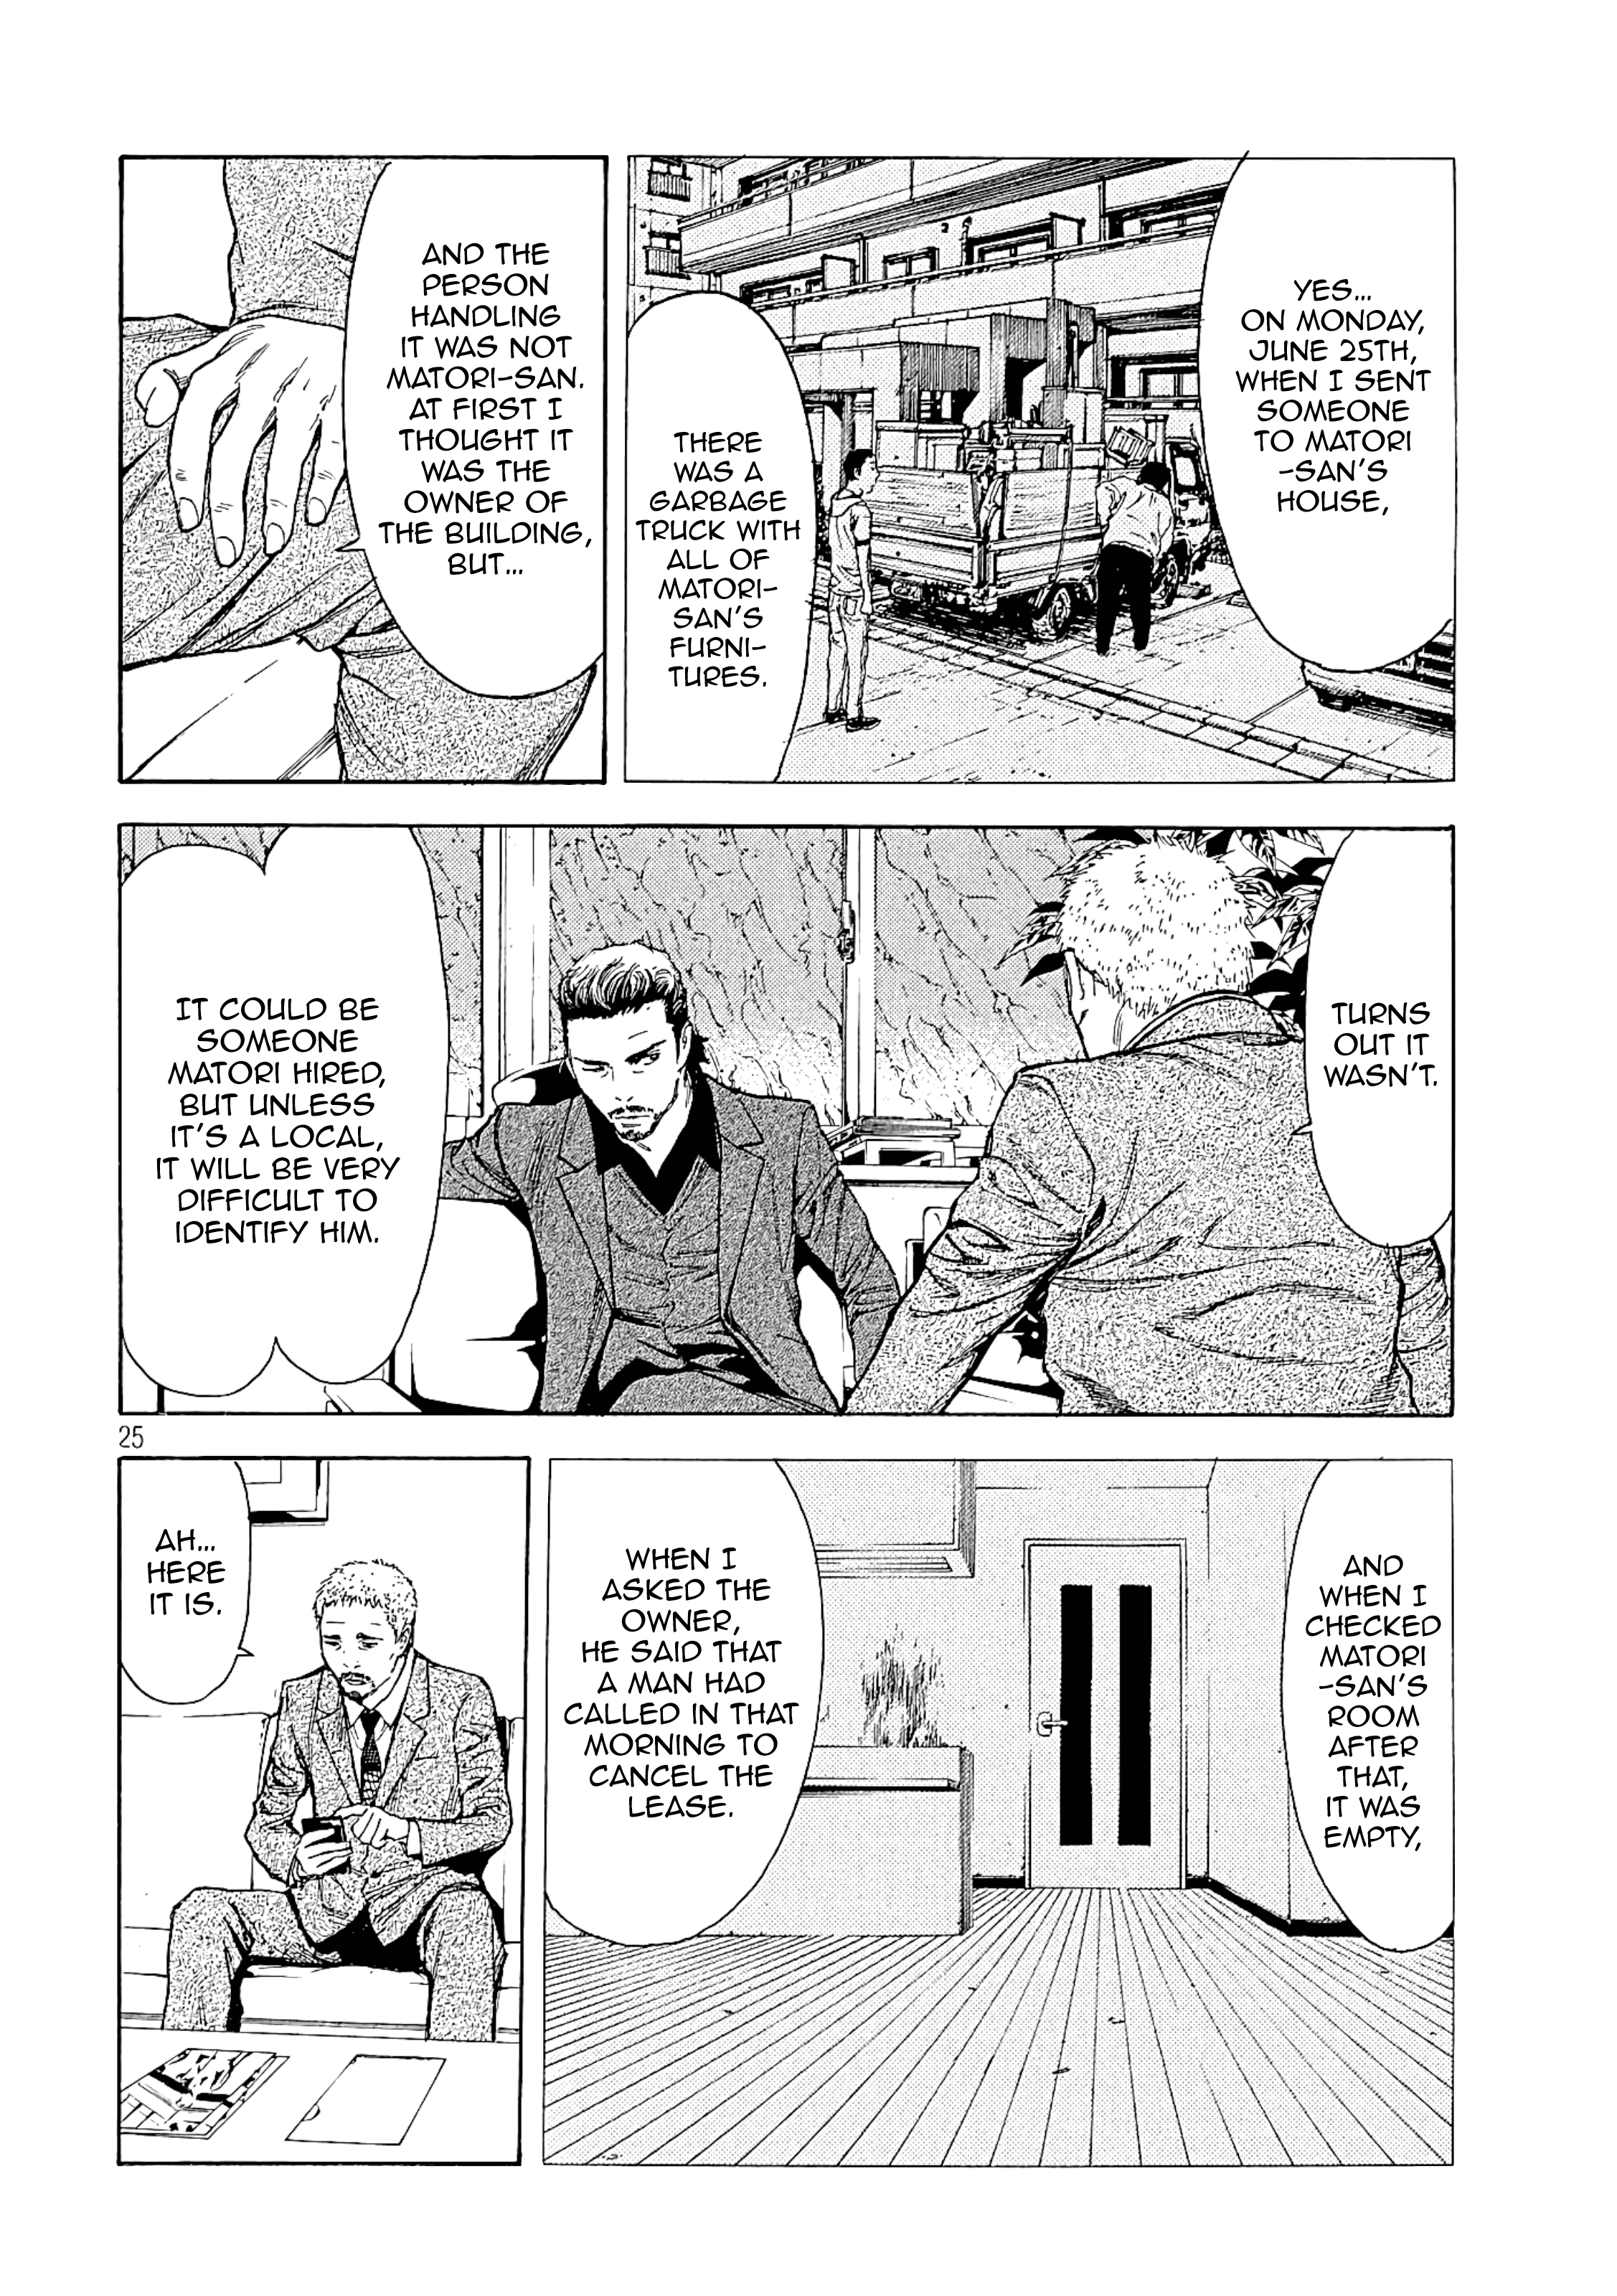 YES...
ON MONDAY,
JUNE 25TH,
WHEN I SENT
SOMEONE
TO MATORI
-SAN'S
HOUSE,
THERE
WAS A
GARBAGE
TRUCK WITH
ALL OF
MATORI-
SAN'S
FURNI-
TURES.
AND THE
PERSON
HANDLING
IT WAS NOT
MATORI-SAN.
AT FIRST I
THOUGHT IT
WAS THE
OWNER OF
THE BUILDING,
BUT...
TURNS
OUT IT
WASN'T.
IT COULD BE
SOMEONE
MATORI HIRED,
BUT UNLESS
IT'S A LOCAL,
IT WILL BE VERY
DIFFICULT TO
IDENTIFY HIM.
25
AND
WHEN I
CHECKED
MATORI
-SAN'S
ROOM
AFTER
THAT,
IT WAS
EMPTY,
WHEN I
ASKED THE
OWNER,
HE SAID THAT
A MAN HAD
CALLED IN THAT
MORNING TO
CANCEL THE
LEASE.
AH...
HERE
IT IS.